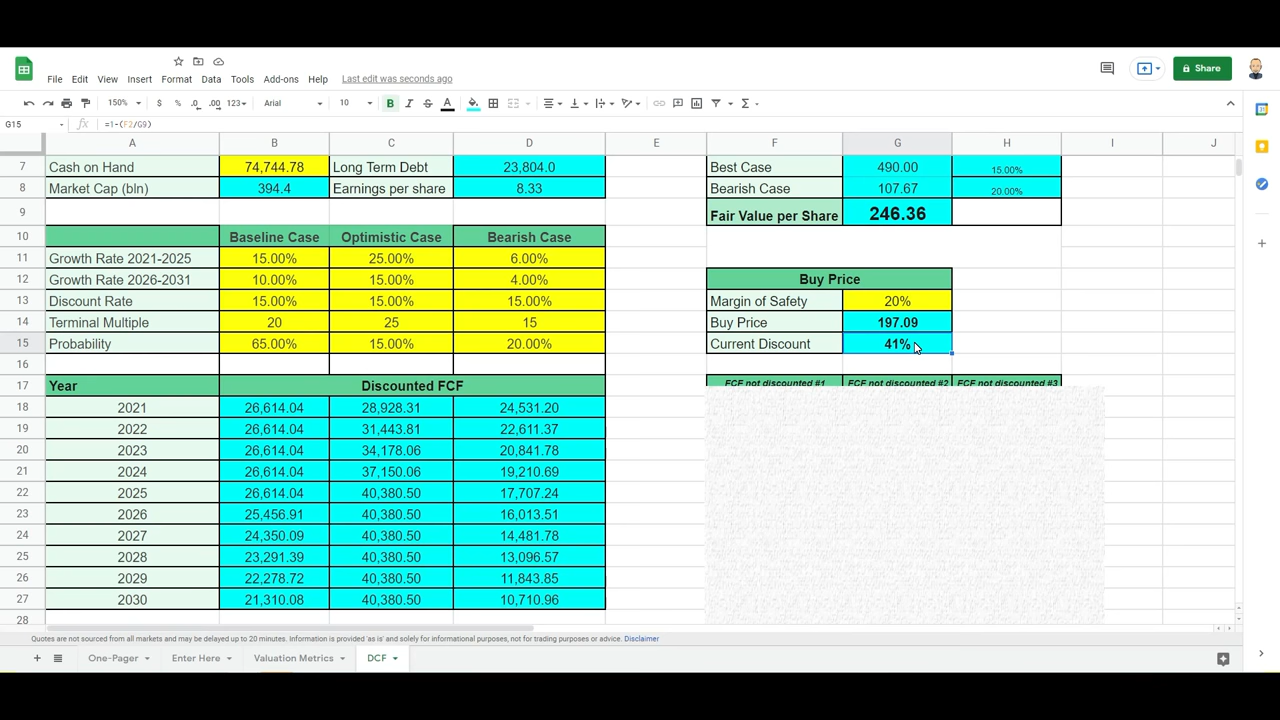 File Edit View Insert Format Data Tools Add-ons Help Last edit was seconds ago
Share
150% $ % .0 .00 123 Arial 10 B I S A
G15 fx =1-(F2/G9)
A B C D E F G H I J
7 Cash on Hand 74,744.78 Long Term Debt 23,804.0 Best Case 490.00 15.00%
8 Market Cap (bln) 394.4 Earnings per share 8.33 Bearish Case 107.67 20.00%
9 Fair Value per Share 246.36
10 Baseline Case Optimistic Case Bearish Case
11 Growth Rate 2021-2025 15.00% 25.00% 6.00%
12 Growth Rate 2026-2031 10.00% 15.00% 4.00% Buy Price
13 Discount Rate 15.00% 15.00% 15.00% Margin of Safety 20%
14 Terminal Multiple 20 25 15 Buy Price 197.09
15 Probability 65.00% 15.00% 20.00% Current Discount 41%
16
17 Year Discounted FCF FCF not discounted #1 FCF not discounted #2 FCF not discounted #3
18 2021 26,614.04 28,928.31 24,531.20
19 2022 26,614.04 31,443.81 22,611.37
20 2023 26,614.04 34,178.06 20,841.78
21 2024 26,614.04 37,150.06 19,210.69
22 2025 26,614.04 40,380.50 17,707.24
23 2026 25,456.91 40,380.50 16,013.51
24 2027 24,350.09 40,380.50 14,481.78
25 2028 23,291.39 40,380.50 13,096.57
26 2029 22,278.72 40,380.50 11,843.85
27 2030 21,310.08 40,380.50 10,710.96
28
Quotes are not sourced from all markets and may be delayed up to 20 minutes. Information is provided 'as is' and solely for informational purposes, not for trading purposes or advice. Disclaimer
One-Pager Enter Here Valuation Metrics DCF